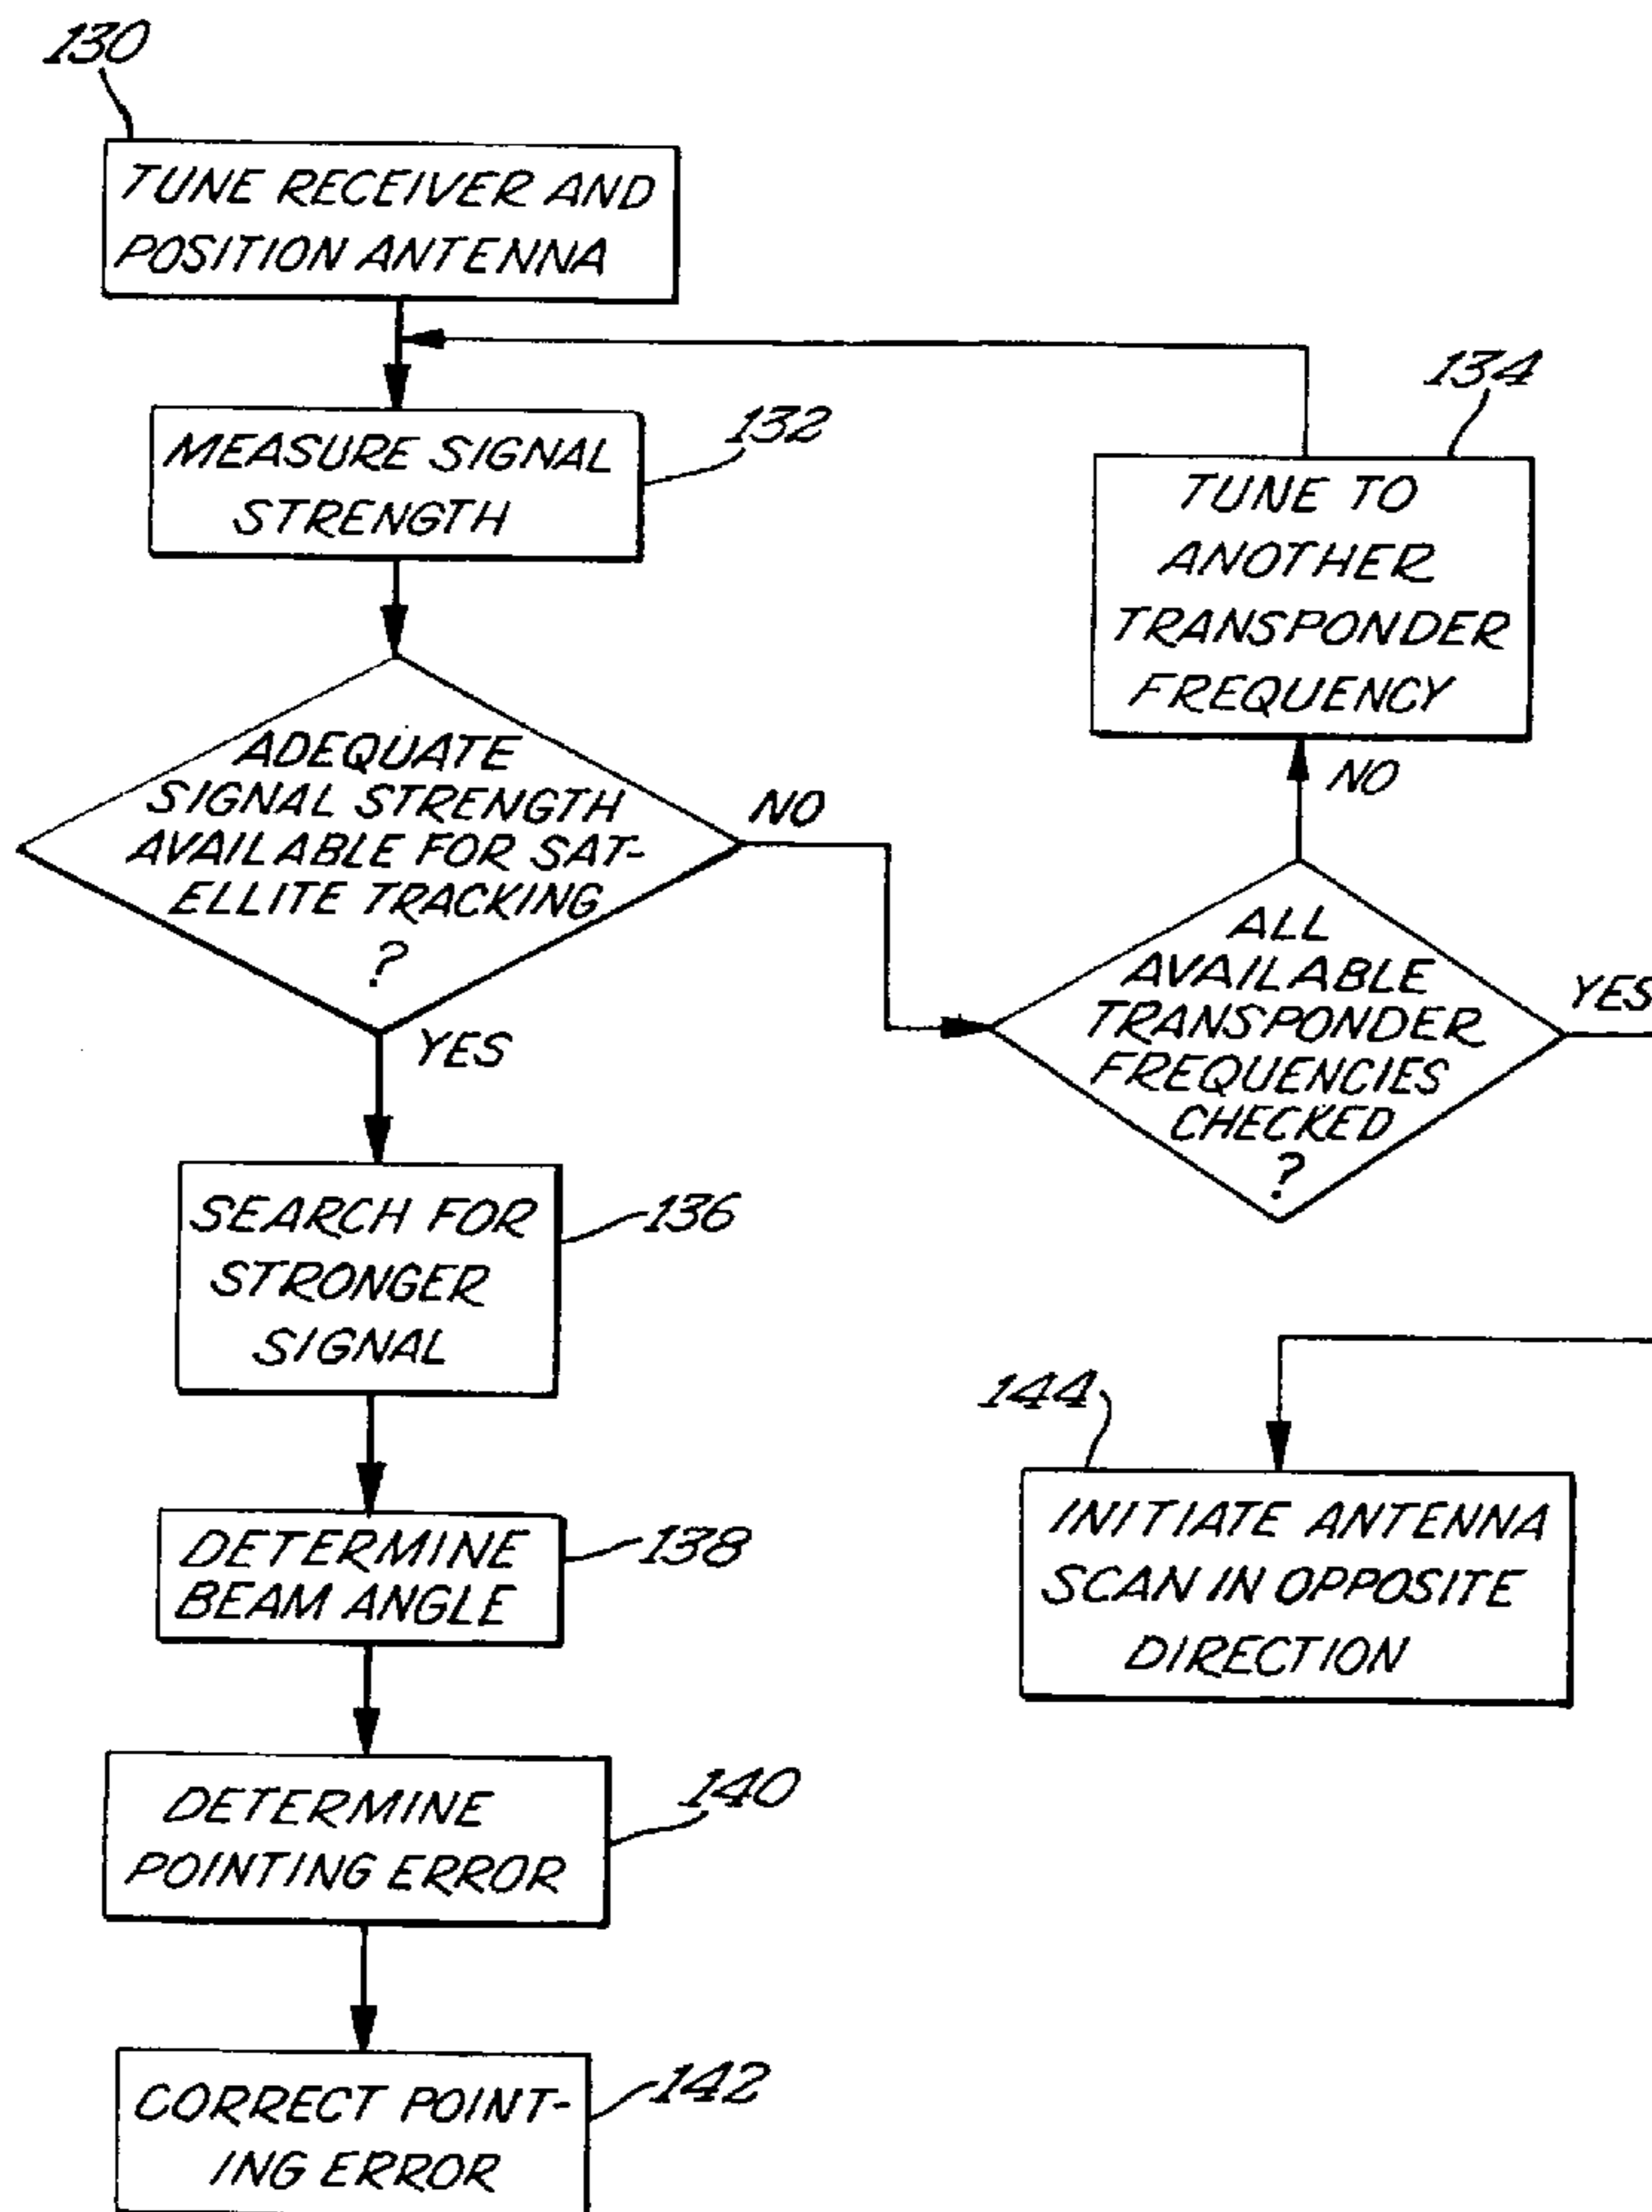 130
TUNE RECEIVER AND
POSITION ANTENNA
132
MEASURE SIGNAL
STRENGTH
134
TUNE TO
ANOTHER
TRANSPONDER
FREQUENCY
NO
ADEQUATE
SIGNAL STRENGTH
AVAILABLE FOR SAT-
ELLITE TRACKING
?
NO
YES
ALL
AVAILABLE
TRANSPONDER
FREQUENCIES
CHECKED
?
YES
SEARCH FOR
STRONGER
SIGNAL
136
144
INITIATE ANTENNA
SCAN IN OPPOSITE
DIRECTION
DETERMINE
BEAM ANGLE
138
DETERMINE
POINTING ERROR
140
CORRECT POINT-
ING ERROR
142